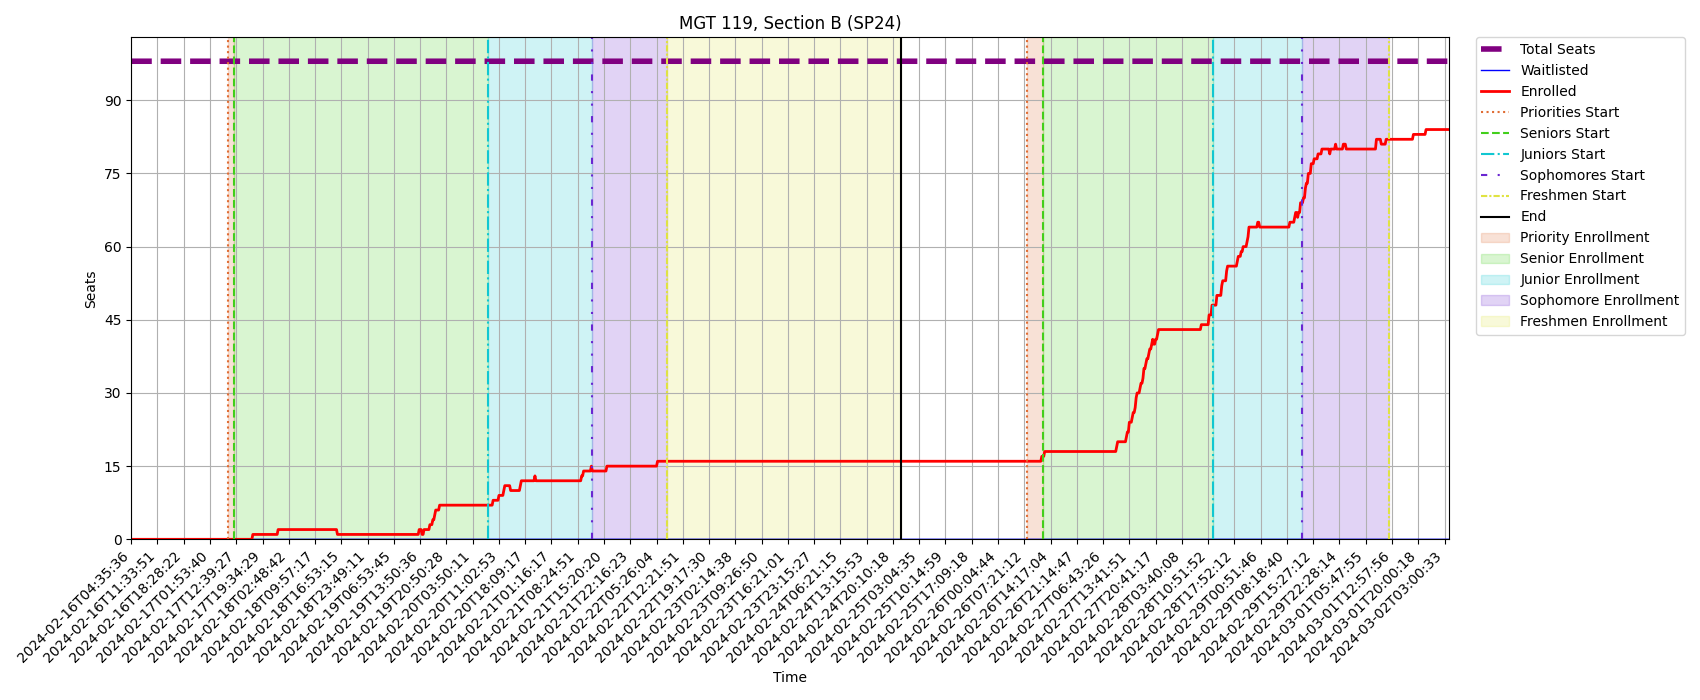 MGT 119, Section B (SP24)
Seats
90
75
60
45
30
15
0
2024-02-16T04:35:36
2024-02-16T11:33:51
2024-02-16T18:28:22
2024-02-17T01:53:40
2024-02-17T12:39:27
2024-02-17T19:34:29
2024-02-18T02:48:42
2024-02-18T09:57:17
2024-02-18T16:53:15
2024-02-18T23:49:11
2024-02-19T06:53:45
2024-02-19T13:50:36
2024-02-19T20:50:28
2024-02-20T03:50:11
2024-02-20T11:02:53
2024-02-20T18:09:17
2024-02-21T01:16:17
2024-02-21T08:24:51
2024-02-21T15:20:20
2024-02-21T22:16:23
2024-02-22T05:26:04
2024-02-22T12:21:51
2024-02-22T19:17:30
2024-02-23T02:14:38
2024-02-23T09:26:50
2024-02-23T16:21:01
2024-02-23T23:15:27
2024-02-24T06:21:15
2024-02-24T13:15:53
2024-02-24T20:10:18
2024-02-25T03:04:35
2024-02-25T10:14:59
2024-02-25T17:09:18
2024-02-26T00:04:44
2024-02-26T07:21:12
2024-02-26T14:17:04
2024-02-26T21:14:47
2024-02-27T06:43:26
2024-02-27T13:41:51
2024-02-27T20:41:17
2024-02-28T03:40:08
2024-02-28T10:51:52
2024-02-28T17:52:12
2024-02-29T00:51:46
2024-02-29T08:18:40
2024-02-29T15:27:12
2024-02-29T22:28:14
2024-03-01T05:47:55
2024-03-01T12:57:56
2024-03-01T20:00:18
2024-03-02T03:00:33
Time
Total Seats
Waitlisted
Enrolled
Priorities Start
Seniors Start
Juniors Start
Sophomores Start
Freshmen Start
End
Priority Enrollment
Senior Enrollment
Junior Enrollment
Sophomore Enrollment
Freshmen Enrollment